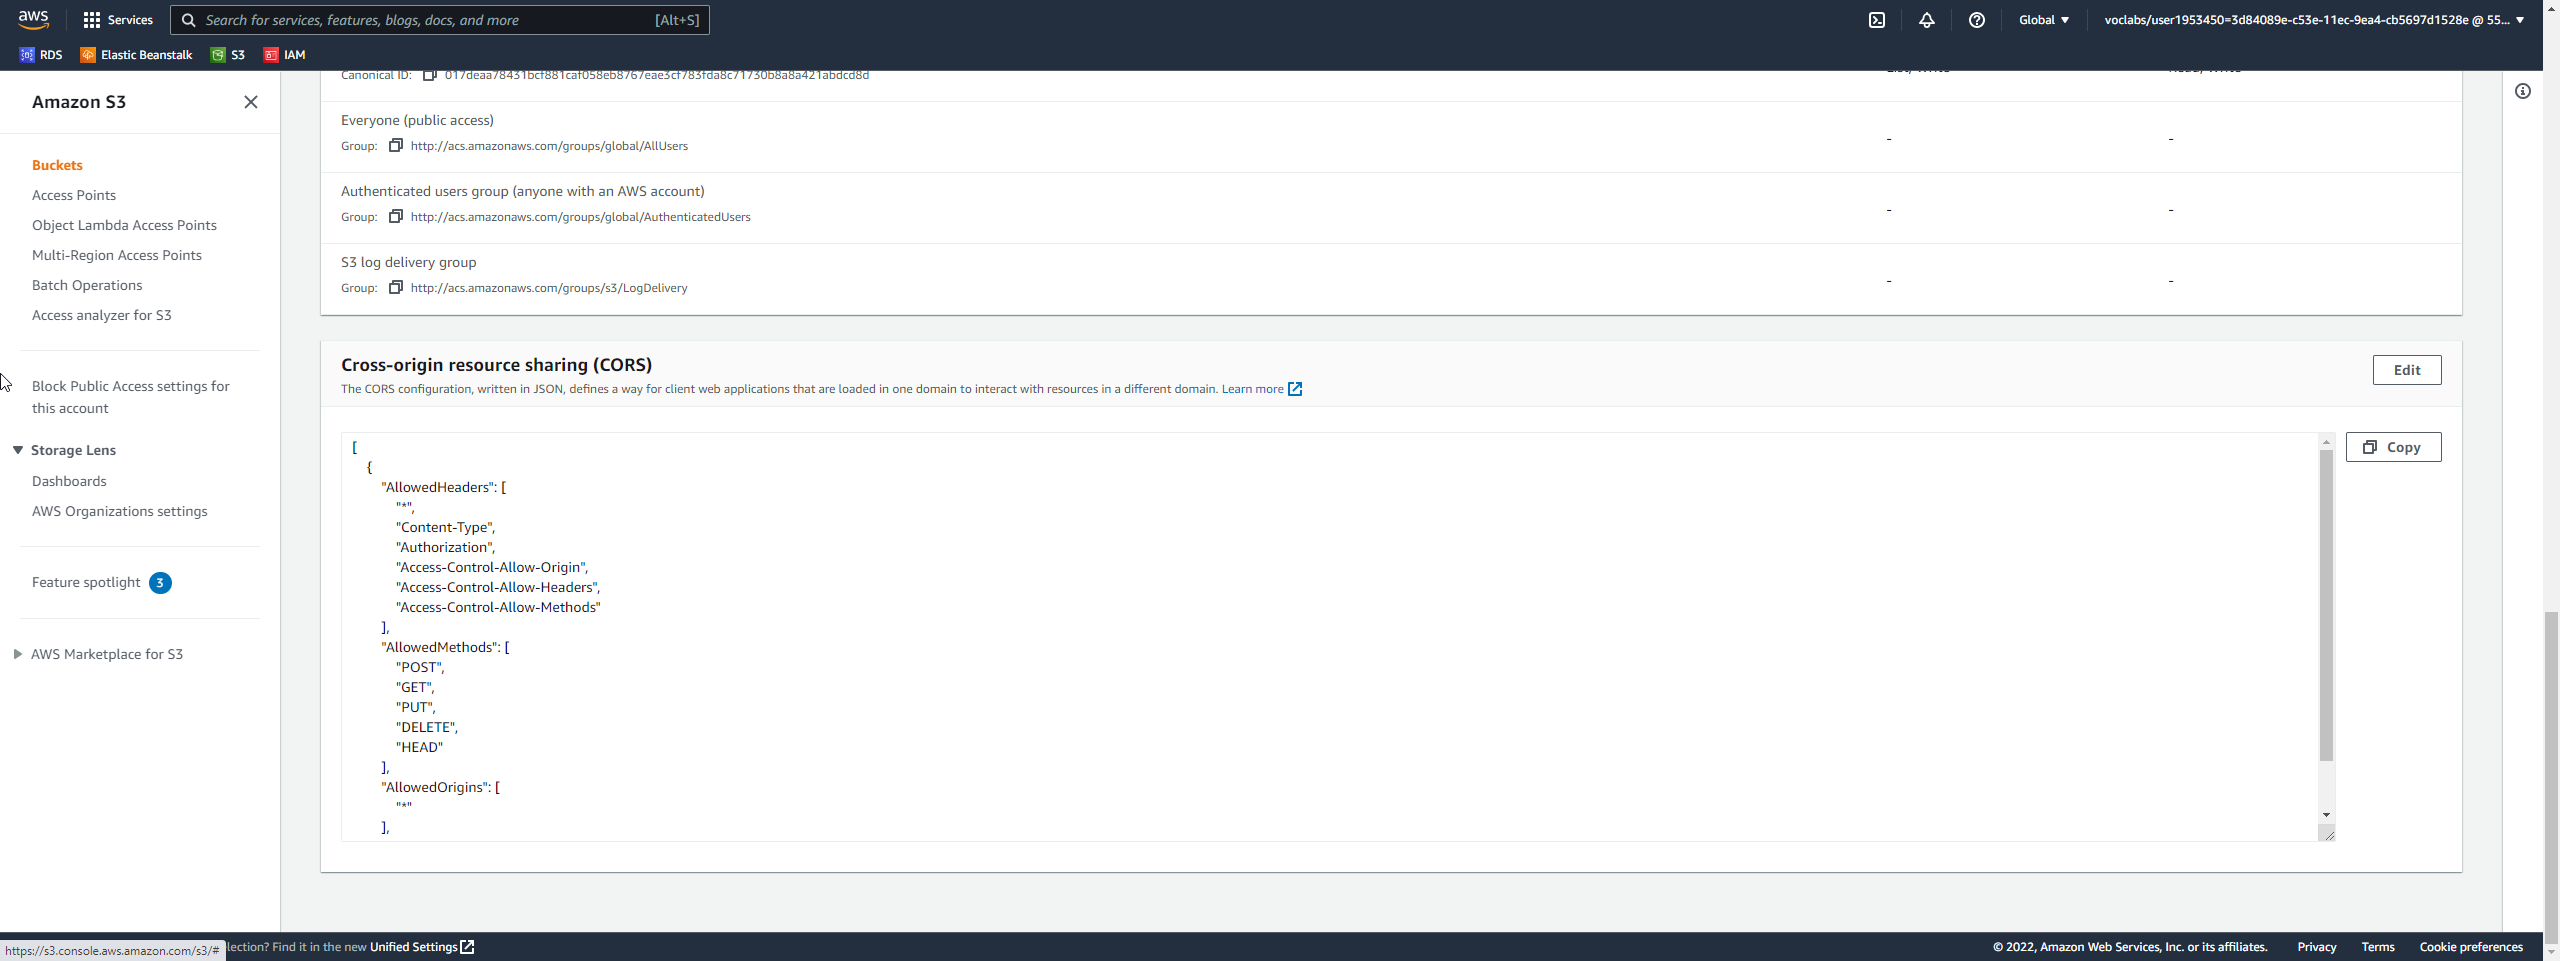 aws
Services
Search for services, features, blogs, docs, and more
[Alt+S]
Global
voclabs/user1953450=3d84089e-c53e-11ec-9ea4-cb5697d1528e @ 55...
RDS
Elastic Beanstalk
S3
IAM
Amazon S3
Buckets
Access Points
Object Lambda Access Points
Multi-Region Access Points
Batch Operations
Access analyzer for S3
Block Public Access settings for
this account
Storage Lens
Dashboards
AWS Organizations settings
Feature spotlight 3
AWS Marketplace for S3
Canonical ID: 017deaa78431bcf881caf058eb8767eae3cf783fda8c71730b8a8a421abdcd8d
List, Write
Read, Write
Everyone (public access)
Group: http://acs.amazonaws.com/groups/global/AllUsers
-
-
Authenticated users group (anyone with an AWS account)
Group: http://acs.amazonaws.com/groups/global/AuthenticatedUsers
-
-
S3 log delivery group
Group: http://acs.amazonaws.com/groups/s3/LogDelivery
-
-
Cross-origin resource sharing (CORS)
Edit
The CORS configuration, written in JSON, defines a way for client web applications that are loaded in one domain to interact with resources in a different domain. Learn more
Copy
[
{
"AllowedHeaders": [
"*",
"Content-Type",
"Authorization",
"Access-Control-Allow-Origin",
"Access-Control-Allow-Headers",
"Access-Control-Allow-Methods"
],
"AllowedMethods": [
"POST",
"GET",
"PUT",
"DELETE",
"HEAD"
],
"AllowedOrigins": [
"*"
],
https://s3.console.aws.amazon.com/s3/#
lection? Find it in the new Unified Settings
© 2022, Amazon Web Services, Inc. or its affiliates.
Privacy
Terms
Cookie preferences